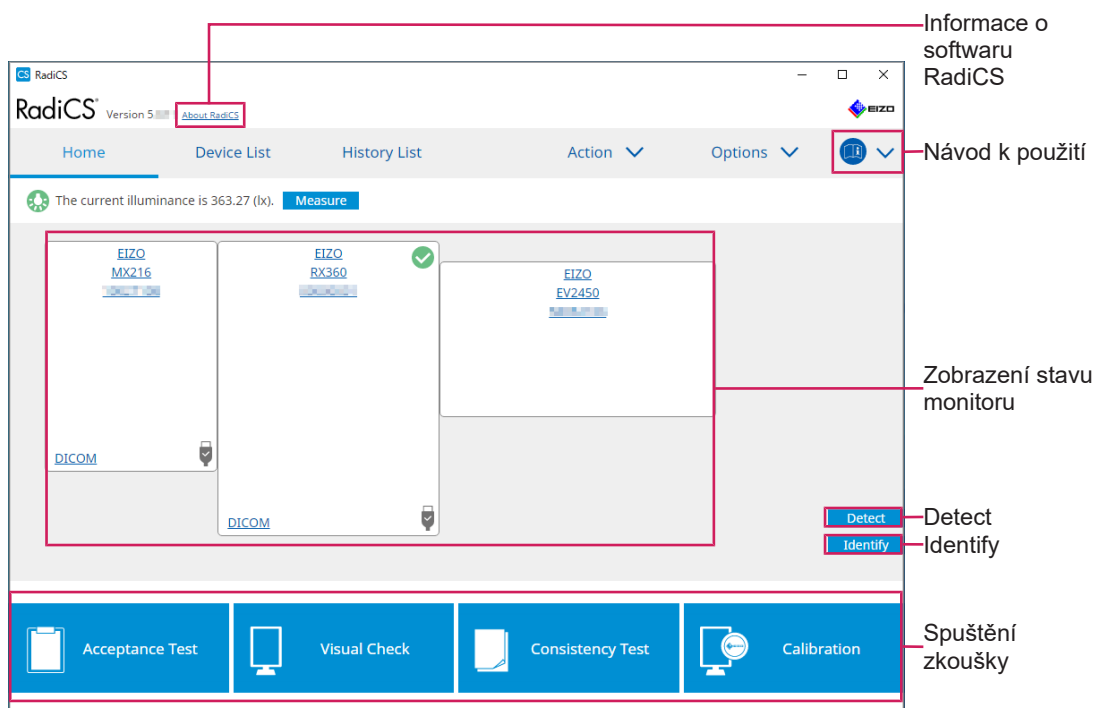 Informace o
softwaru
RadiCS
CS RadiCS
RadiCS Version 5. About RadiCS
EIZO
Home Device List History List Action Options
Návod k použití
The current illuminance is 363.27 (lx). Measure
EIZO
MX216
DICOM
EIZO
RX360
DICOM
EIZO
EV2450
Zobrazení stavu
monitoru
Detect
Detect
Identify
Identify
Acceptance Test Visual Check Consistency Test Calibration
Spuštění
zkoušky